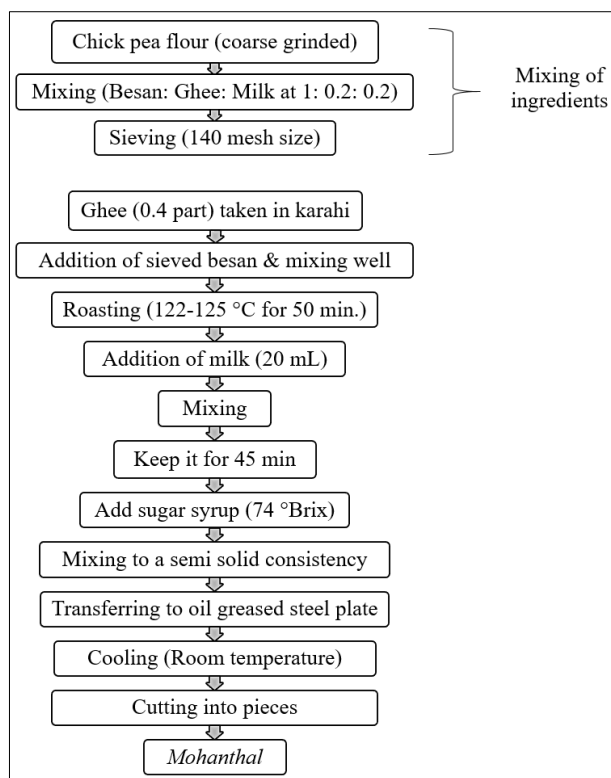 Chick pea flour (coarse grinded)
Mixing (Besan: Ghee: Milk at 1: 0.2: 0.2)
Sieving (140 mesh size)
Mixing of
ingredients
Ghee (0.4 part) taken in karahi
Addition of sieved besan & mixing well
Roasting (122-125 °C for 50 min.)
Addition of milk (20 mL)
Mixing
Keep it for 45 min
Add sugar syrup (74 °Brix)
Mixing to a semi solid consistency
Transferring to oil greased steel plate
Cooling (Room temperature)
Cutting into pieces
Mohanthal